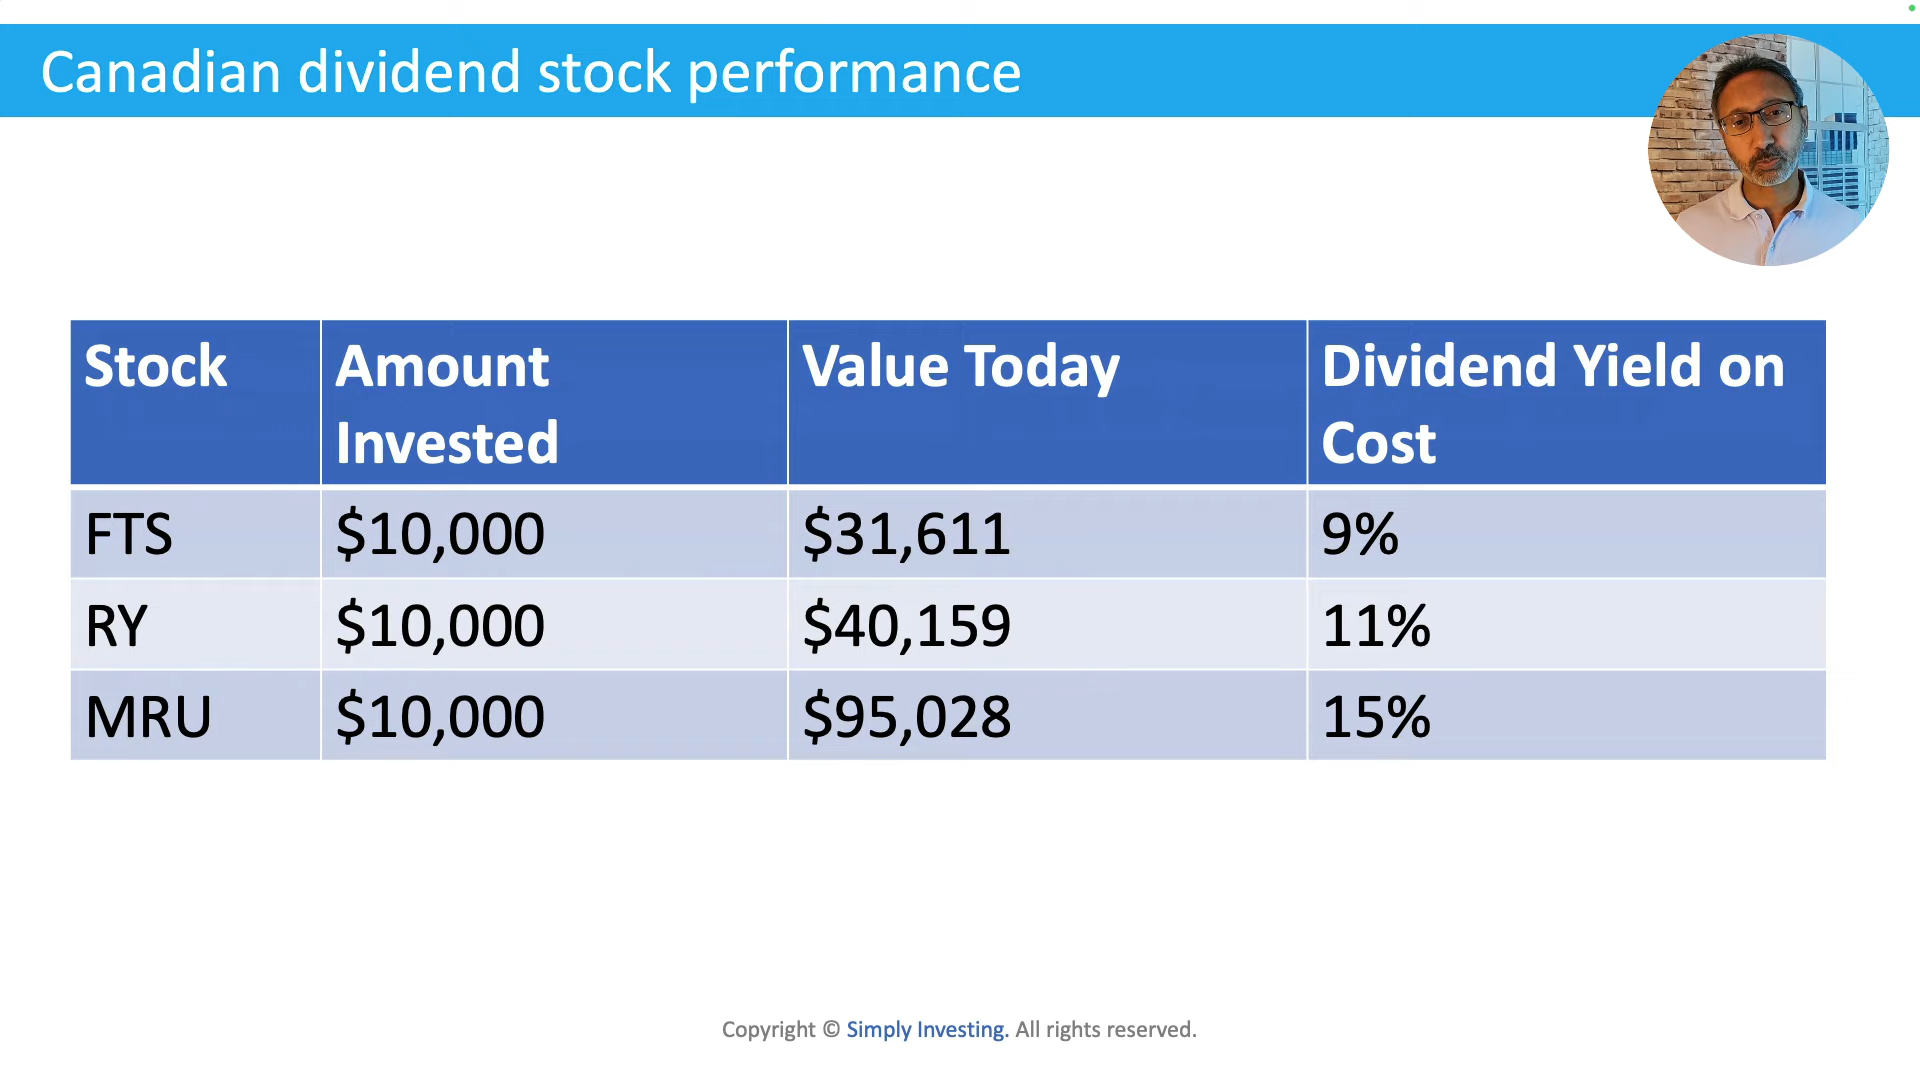 Canadian dividend stock performance
Stock Amount Invested Value Today Dividend Yield on Cost
FTS $10,000 $31,611 9%
RY $10,000 $40,159 11%
MRU $10,000 $95,028 15%
Copyright © Simply Investing. All rights reserved.